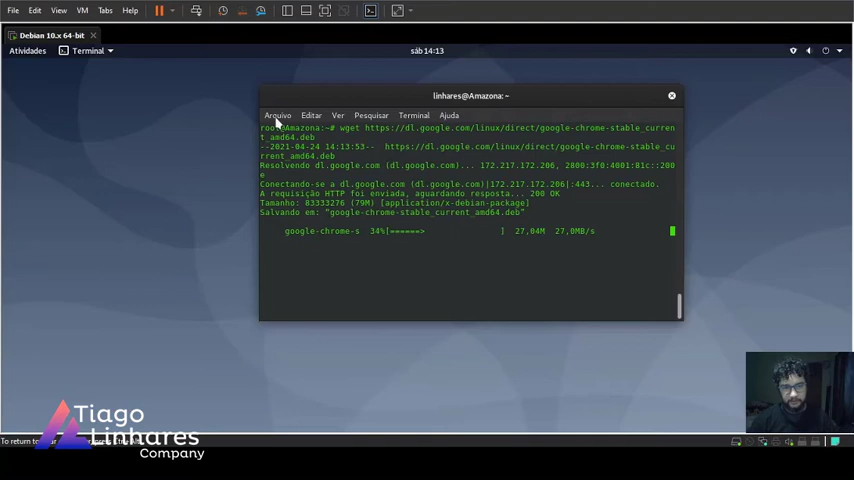 File Edit View VM Tabs Help
Debian 10.x 64-bit
Atividades Terminal sáb 14:13
linhares@Amazona: ~
Arquivo Editar Ver Pesquisar Terminal Ajuda
root@Amazona:~# wget https://dl.google.com/linux/direct/google-chrome-stable_curren
t_amd64.deb
--2021-04-24 14:13:53-- https://dl.google.com/linux/direct/google-chrome-stable_cu
rrent_amd64.deb
Resolvendo dl.google.com (dl.google.com)... 172.217.172.206, 2800:3f0:4001:81c::200
e
Conectando-se a dl.google.com (dl.google.com)|172.217.172.206|:443... conectado.
A requisição HTTP foi enviada, aguardando resposta... 200 OK
Tamanho: 83333276 (79M) [application/x-debian-package]
Salvando em: “google-chrome-stable_current_amd64.deb”
google-chrome-s 34%[======> ] 27,04M 27,0MB/s
Tiago
Linhares
Company
To return to press Ctrl+Alt